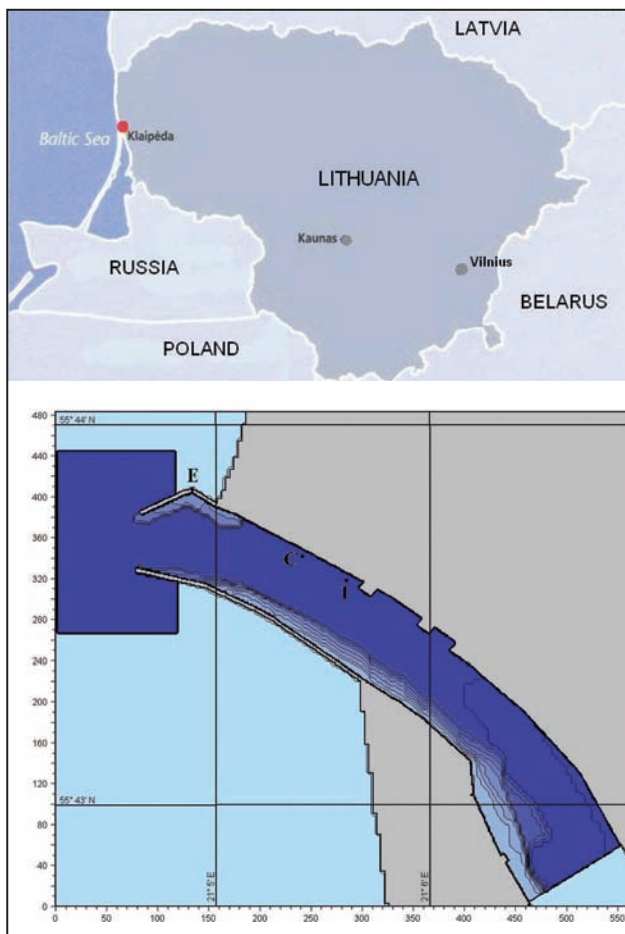 LATVIA
Baltic Sea
Klaipėda
LITHUANIA
Kaunas
Vilnius
RUSSIA
BELARUS
POLAND
480
55° 44' N
440
E
400
360
C
320
1
280
240
200
160
120
55° 43' N
80
40
21° 5' E
21° 6' E
0
0 50 100 150 200 250 300 350 400 450 500 550